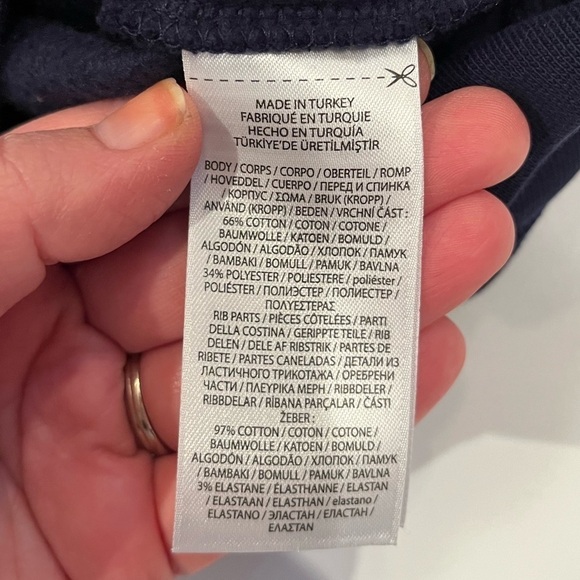 MADE IN TURKEY
FABRIQUÉ EN TURQUIE
HECHO EN TURQUÍA
TÜRKİYE'DE ÜRETİLMİŞTİR
BODY / CORPS / CORPO / OBERTEIL / ROMP
/ HOVEDDEL / CUERPO / ПЕРЕД И СПИНКА
/ КОРПУС / ΣΩΜΑ / BRUK (KROPP) /
ANVÄND (KROPP) / BEDEN / VRCHNÍ ČÁST :
66% COTTON / COTON / COTONE /
BAUMWOLLE / KATOEN / BOMULD /
ALGODÓN / ALGODÃO / ХЛОПОК / ПАМУК
/ BAMBAKI / BOMULL / PAMUK / BAVLNA
34% POLYESTER / POLIESTERE / poliéster /
POLIÉSTER / ПОЛИЭСТЕР / ПОЛИЕСТЕР /
ΠΟΛΥΕΣΤΕΡΑΣ
RIB PARTS / PIÈCES CÔTELÉES / PARTI
DELLA COSTINA / GERIPPTE TEILE / RIB
DELEN / DELE AF RIBSTRIK / PARTES DE
RIBETE / PARTES CANELADAS / ДЕТАЛИ ИЗ
ЛАСТИЧНОГО ТРИКОТАЖА / ОРЕБРЕНИ
ЧАСТИ / ΠΛΕΥΡΙΚΑ ΜΕΡΗ / RIBBDELER /
RIBBDELAR / RİBANA PARÇALAR / ČÁSTI
ŽEBER :
97% COTTON / COTON / COTONE /
BAUMWOLLE / KATOEN / BOMULD /
ALGODÓN / ALGODÃO / ХЛОПОК / ПАМУК
/ BAMBAKI / BOMULL / PAMUK / BAVLNA
3% ELASTANE / ÉLASTHANNE / ELASTAN
/ ELASTAAN / ELASTHAN / elastano /
ELASTANO / ЭЛАСТАН / ЕЛАСТАН /
ΕΛΑΣΤΑΝ